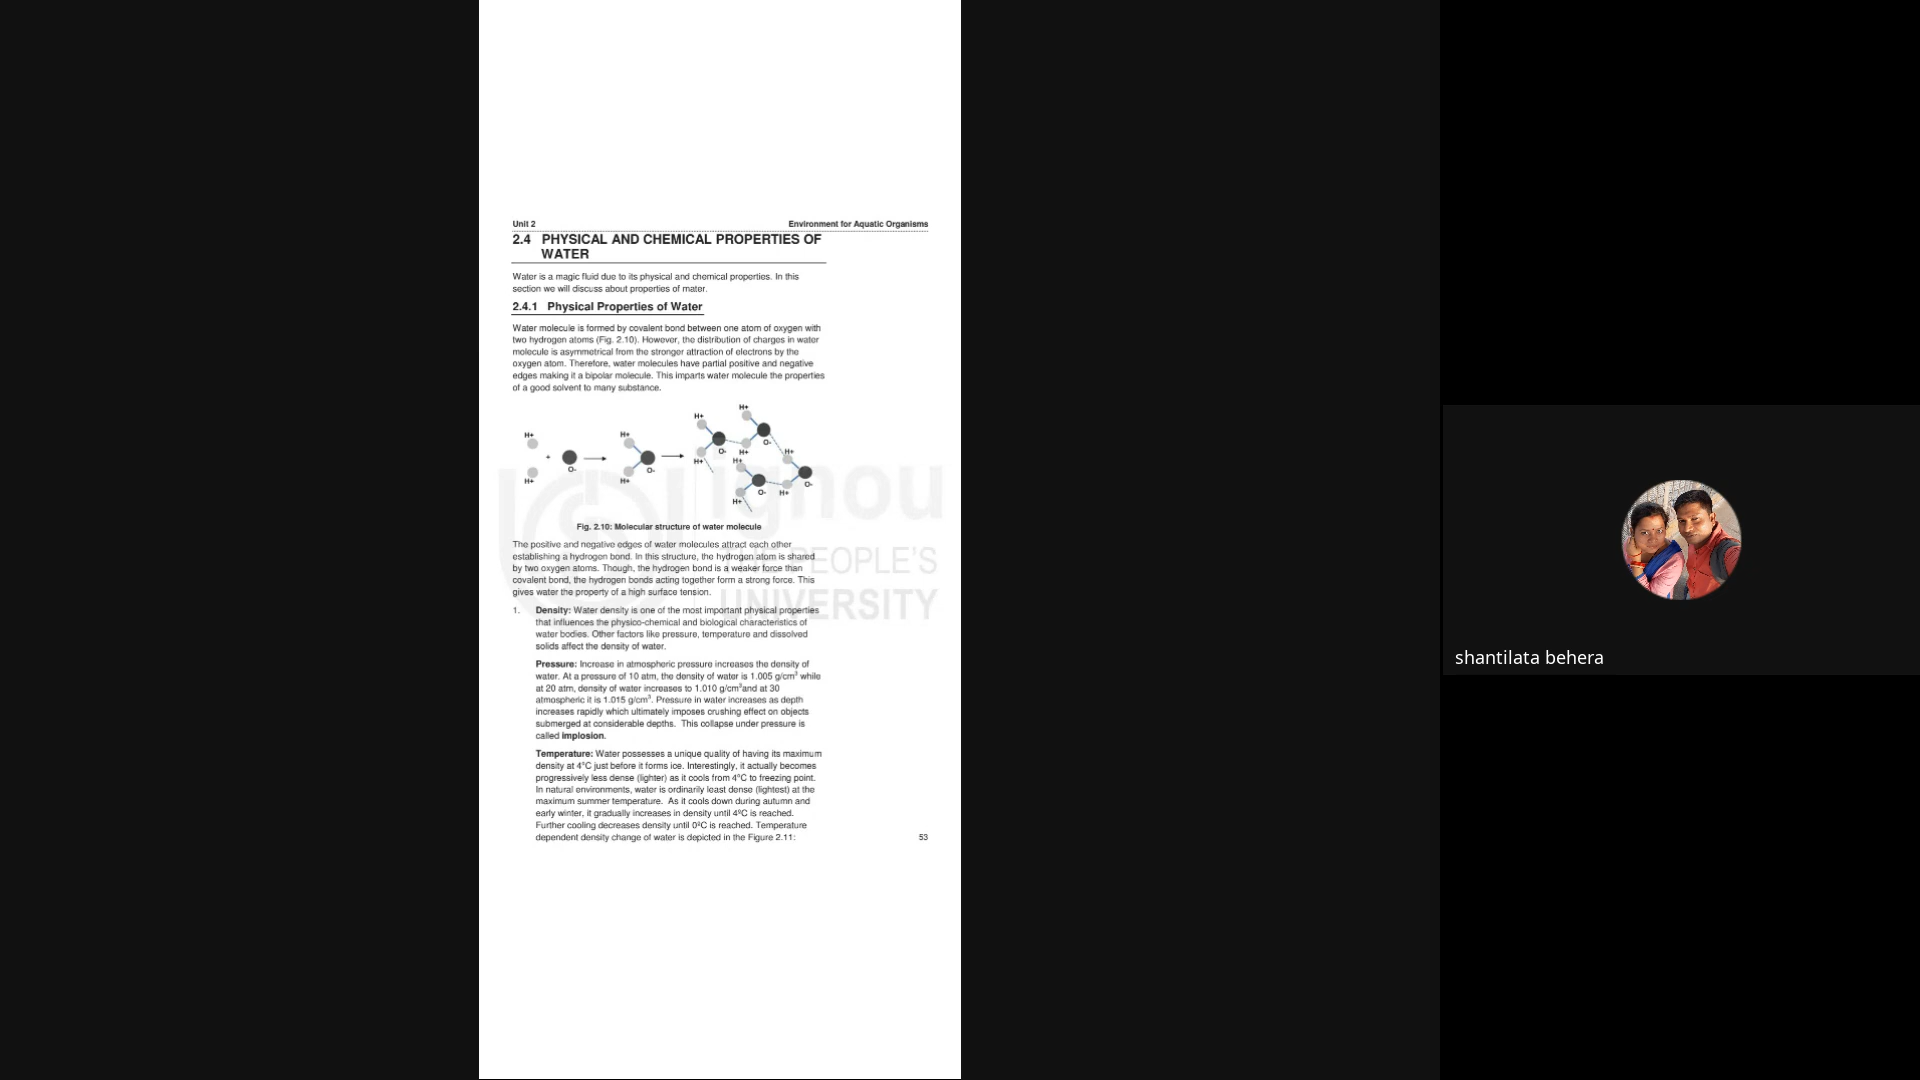 Unit 2
Environment for Aquatic Organisms
2.4 PHYSICAL AND CHEMICAL PROPERTIES OF
WATER
Water is a magic fluid due to its physical and chemical properties. In this
section we will discuss about properties of mater.
2.4.1 Physical Properties of Water
Water molecule is formed by covalent bond between one atom of oxygen with
two hydrogen atoms (Fig. 2.10). However, the distribution of charges in water
molecule is asymmetrical from the stronger attraction of electrons by the
oxygen atom. Therefore, water molecules have partial positive and negative
edges making it a bipolar molecule. This imparts water molecule the properties
of a good solvent to many substance.
H+
H+
+
O-
H+
H+
O-
H+
H+
O-
H+
H+
O-
H+
H+
O-
H+
H+
O-
ignou
THE PEOPLE'S
UNIVERSITY
Fig. 2.10: Molecular structure of water molecule
The positive and negative edges of water molecules attract each other
establishing a hydrogen bond. In this structure, the hydrogen atom is shared
by two oxygen atoms. Though, the hydrogen bond is a weaker force than
covalent bond, the hydrogen bonds acting together form a strong force. This
gives water the property of a high surface tension.
1. Density: Water density is one of the most important physical properties
that influences the physico-chemical and biological characteristics of
water bodies. Other factors like pressure, temperature and dissolved
solids affect the density of water.
Pressure: Increase in atmospheric pressure increases the density of
water. At a pressure of 10 atm, the density of water is 1.005 g/cm³ while
at 20 atm, density of water increases to 1.010 g/cm³and at 30
atmospheric it is 1.015 g/cm³. Pressure in water increases as depth
increases rapidly which ultimately imposes crushing effect on objects
submerged at considerable depths. This collapse under pressure is
called implosion.
Temperature: Water possesses a unique quality of having its maximum
density at 4°C just before it forms ice. Interestingly, it actually becomes
progressively less dense (lighter) as it cools from 4°C to freezing point.
In natural environments, water is ordinarily least dense (lightest) at the
maximum summer temperature. As it cools down during autumn and
early winter, it gradually increases in density until 4ºC is reached.
Further cooling decreases density until 0ºC is reached. Temperature
dependent density change of water is depicted in the Figure 2.11:
53
shantilata behera